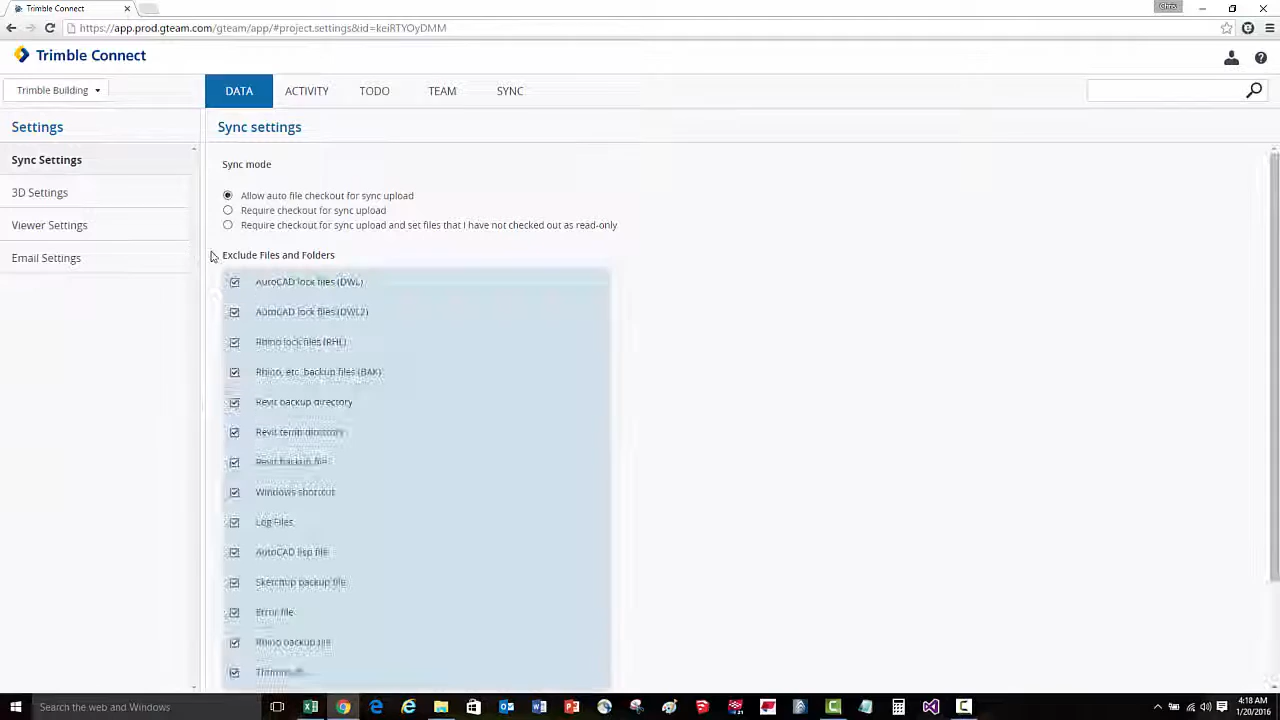 Trimble Connect
Chris
https://app.prod.gteam.com/gteam/app/#project.settings&id=keiRTYOyDMM
Trimble Connect
Trimble Building
DATA
ACTIVITY
TODO
TEAM
SYNC
Settings
Sync Settings
3D Settings
Viewer Settings
Email Settings
Sync settings
Sync mode
Allow auto file checkout for sync upload
Require checkout for sync upload
Require checkout for sync upload and set files that I have not checked out as read-only
Exclude Files and Folders
AutoCAD lock files (DWL)
AutoCAD lock files (DWL2)
Rhino lock files (RHL)
Rhino, etc. backup files (BAK)
Revit backup directory
Revit temp directory
Revit backup file
Windows shortcut
Log Files
AutoCAD lisp file
Sketchup backup file
Error file
Rhino backup file
Search the web and Windows
4:18 AM
1/20/2016